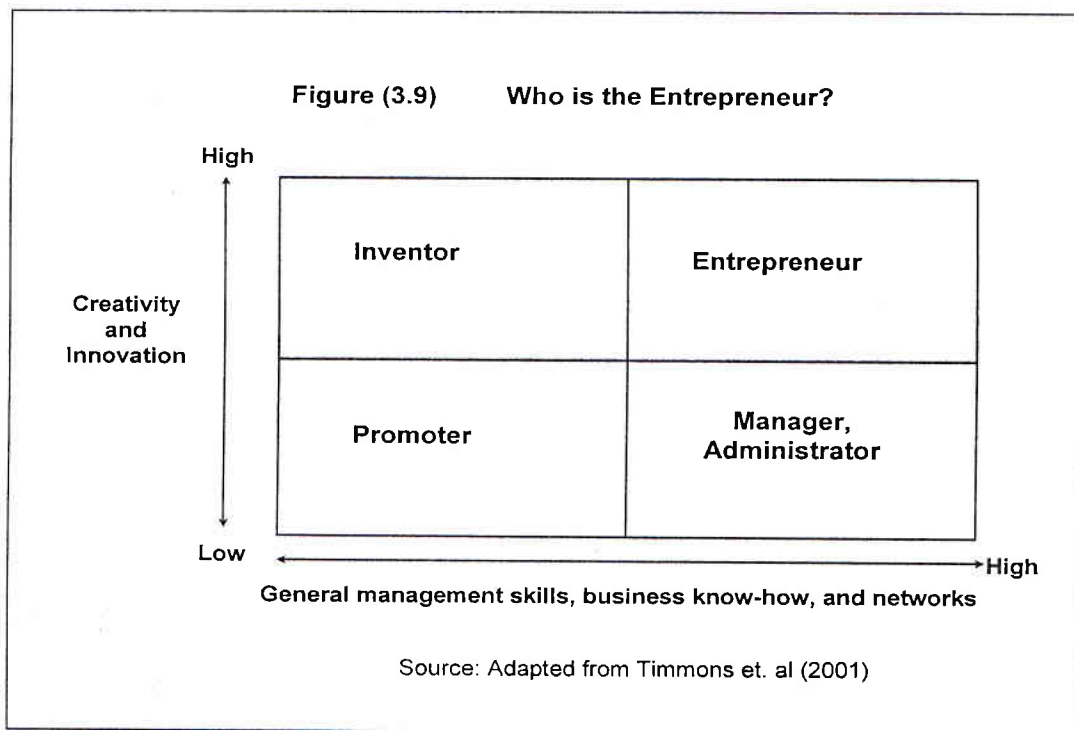 Figure (3.9) Who is the Entrepreneur?
High
Inventor
Entrepreneur
Creativity
and
Innovation
Promoter
Manager,
Administrator
Low
High
General management skills, business know-how, and networks
Source: Adapted from Timmons et. al (2001)